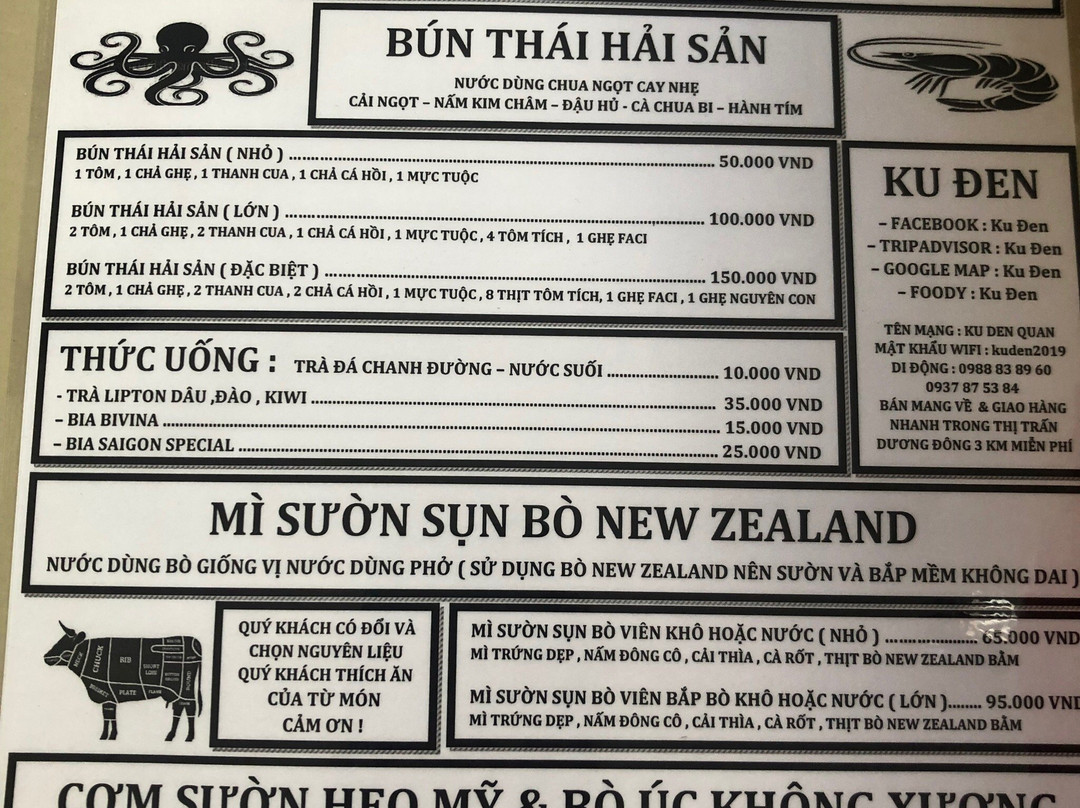 BÚN THÁI HẢI SẢN
NƯỚC DÙNG CHUA NGỌT CAY NHẸ
CẢI NGỌT – NẤM KIM CHÂM – ĐẬU HỦ - CÀ CHUA BI – HÀNH TÍM
BÚN THÁI HẢI SẢN ( NHỎ ) ........ 50.000 VND
1 TÔM , 1 CHẢ GHẸ , 1 THANH CUA , 1 CHẢ CÁ HỒI , 1 MỰC TUỘC
BÚN THÁI HẢI SẢN ( LỚN ) ........ 100.000 VND
2 TÔM , 1 CHẢ GHẸ , 2 THANH CUA , 1 CHẢ CÁ HỒI , 1 MỰC TUỘC , 4 TÔM TÍCH , 1 GHẸ FACI
BÚN THÁI HẢI SẢN ( ĐẶC BIỆT ) ........ 150.000 VND
2 TÔM , 1 CHẢ GHẸ , 2 THANH CUA , 2 CHẢ CÁ HỒI , 1 MỰC TUỘC , 8 THỊT TÔM TÍCH, 1 GHẸ FACI , 1 GHẸ NGUYÊN CON
KU ĐEN
– FACEBOOK : Ku Đen
– TRIPADVISOR : Ku Đen
– GOOGLE MAP : Ku Đen
– FOODY : Ku Đen
TÊN MẠNG : KU DEN QUAN
MẬT KHẨU WIFI : kuden2019
DI ĐỘNG : 0988 83 89 60
0937 87 53 84
BÁN MANG VỀ & GIAO HÀNG
NHANH TRONG THỊ TRẤN
DƯƠNG ĐÔNG 3 KM MIỄN PHÍ
THỨC UỐNG : TRÀ ĐÁ CHANH ĐƯỜNG – NƯỚC SUỐI ........ 10.000 VND
- TRÀ LIPTON DÂU ,ĐÀO , KIWI ........ 35.000 VND
– BIA BIVINA ........ 15.000 VND
– BIA SAIGON SPECIAL ........ 25.000 VND
MÌ SƯỜN SỤN BÒ NEW ZEALAND
NƯỚC DÙNG BÒ GIỐNG VỊ NƯỚC DÙNG PHỞ ( SỬ DỤNG BÒ NEW ZEALAND NÊN SƯỜN VÀ BẮP MỀM KHÔNG DAI )
NECK CHUCK RIB SHORT LOIN
BRISKET PLATE FLANK ROUND
QUÝ KHÁCH CÓ ĐỔI VÀ
CHỌN NGUYÊN LIỆU
QUÝ KHÁCH THÍCH ĂN
CỦA TỪ MÓN
CẢM ƠN !
MÌ SƯỜN SỤN BÒ VIÊN KHÔ HOẶC NƯỚC ( NHỎ ) ........ 65.000 VND
MÌ TRỨNG DẸP , NẤM ĐÔNG CÔ , CẢI THÌA , CÀ RỐT , THỊT BÒ NEW ZEALAND BẰM
MÌ SƯỜN SỤN BÒ VIÊN BẮP BÒ KHÔ HOẶC NƯỚC ( LỚN )........ 95.000 VND
MÌ TRỨNG DẸP , NẤM ĐÔNG CÔ , CẢI THÌA , CÀ RỐT , THỊT BÒ NEW ZEALAND BẰM
CƠM SƯỜN HEO MỸ & BÒ ÚC KHÔNG XƯƠNG